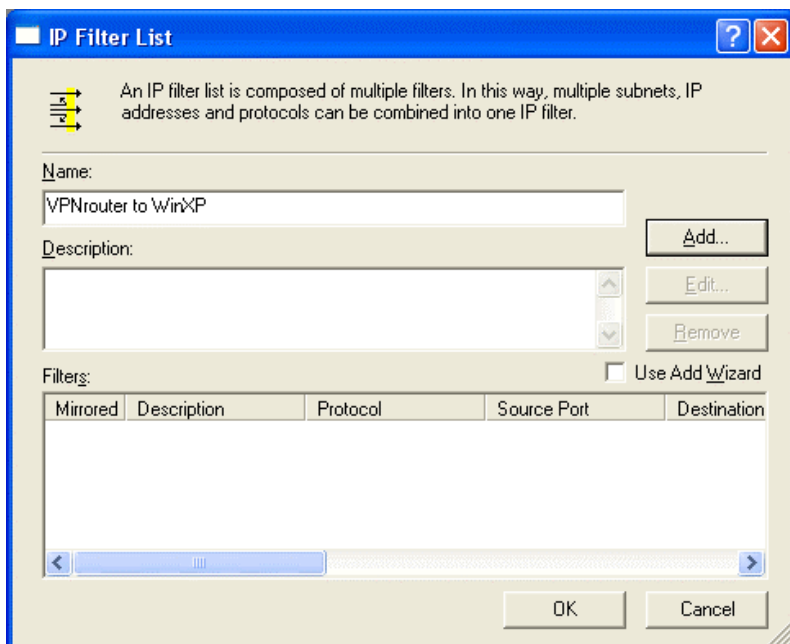 IP Filter List
An IP filter list is composed of multiple filters. In this way, multiple subnets, IP
addresses and protocols can be combined into one IP filter.
Name:
VPNrouter to WinXP
Add...
Description:
Edit...
Remove
Filters:
Use Add Wizard
Mirrored Description Protocol Source Port Destination
OK Cancel